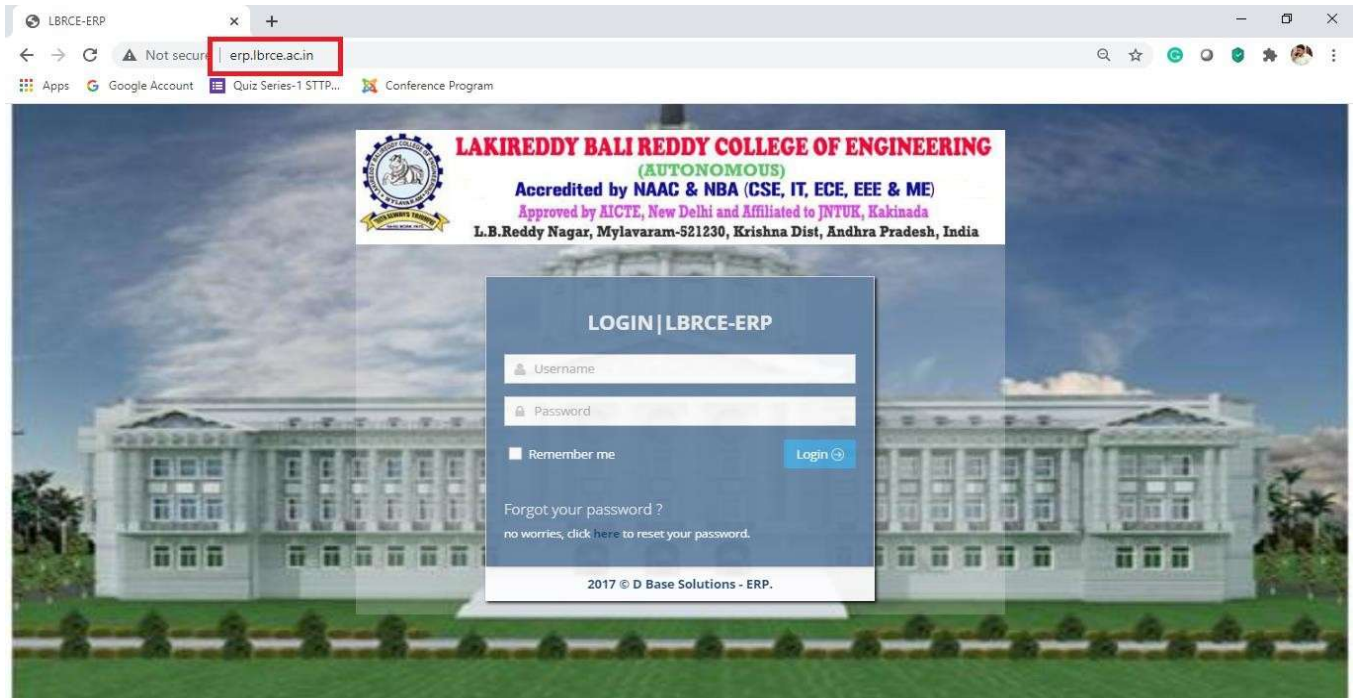 LBRCE-ERP
Not secure | erp.lbrce.ac.in
Apps Google Account Quiz Series-1 STTP... Conference Program
LAKIREDDY BALI REDDY COLLEGE OF ENGINEERING
(AUTONOMOUS)
Accredited by NAAC & NBA (CSE, IT, ECE, EEE & ME)
Approved by AICTE, New Delhi and Affiliated to JNTUK, Kakinada
L.B.Reddy Nagar, Mylavaram-521230, Krishna Dist, Andhra Pradesh, India
LOGIN|LBRCE-ERP
Username
Password
Remember me
Login
Forgot your password ?
no worries, click here to reset your password.
2017 © D Base Solutions - ERP.